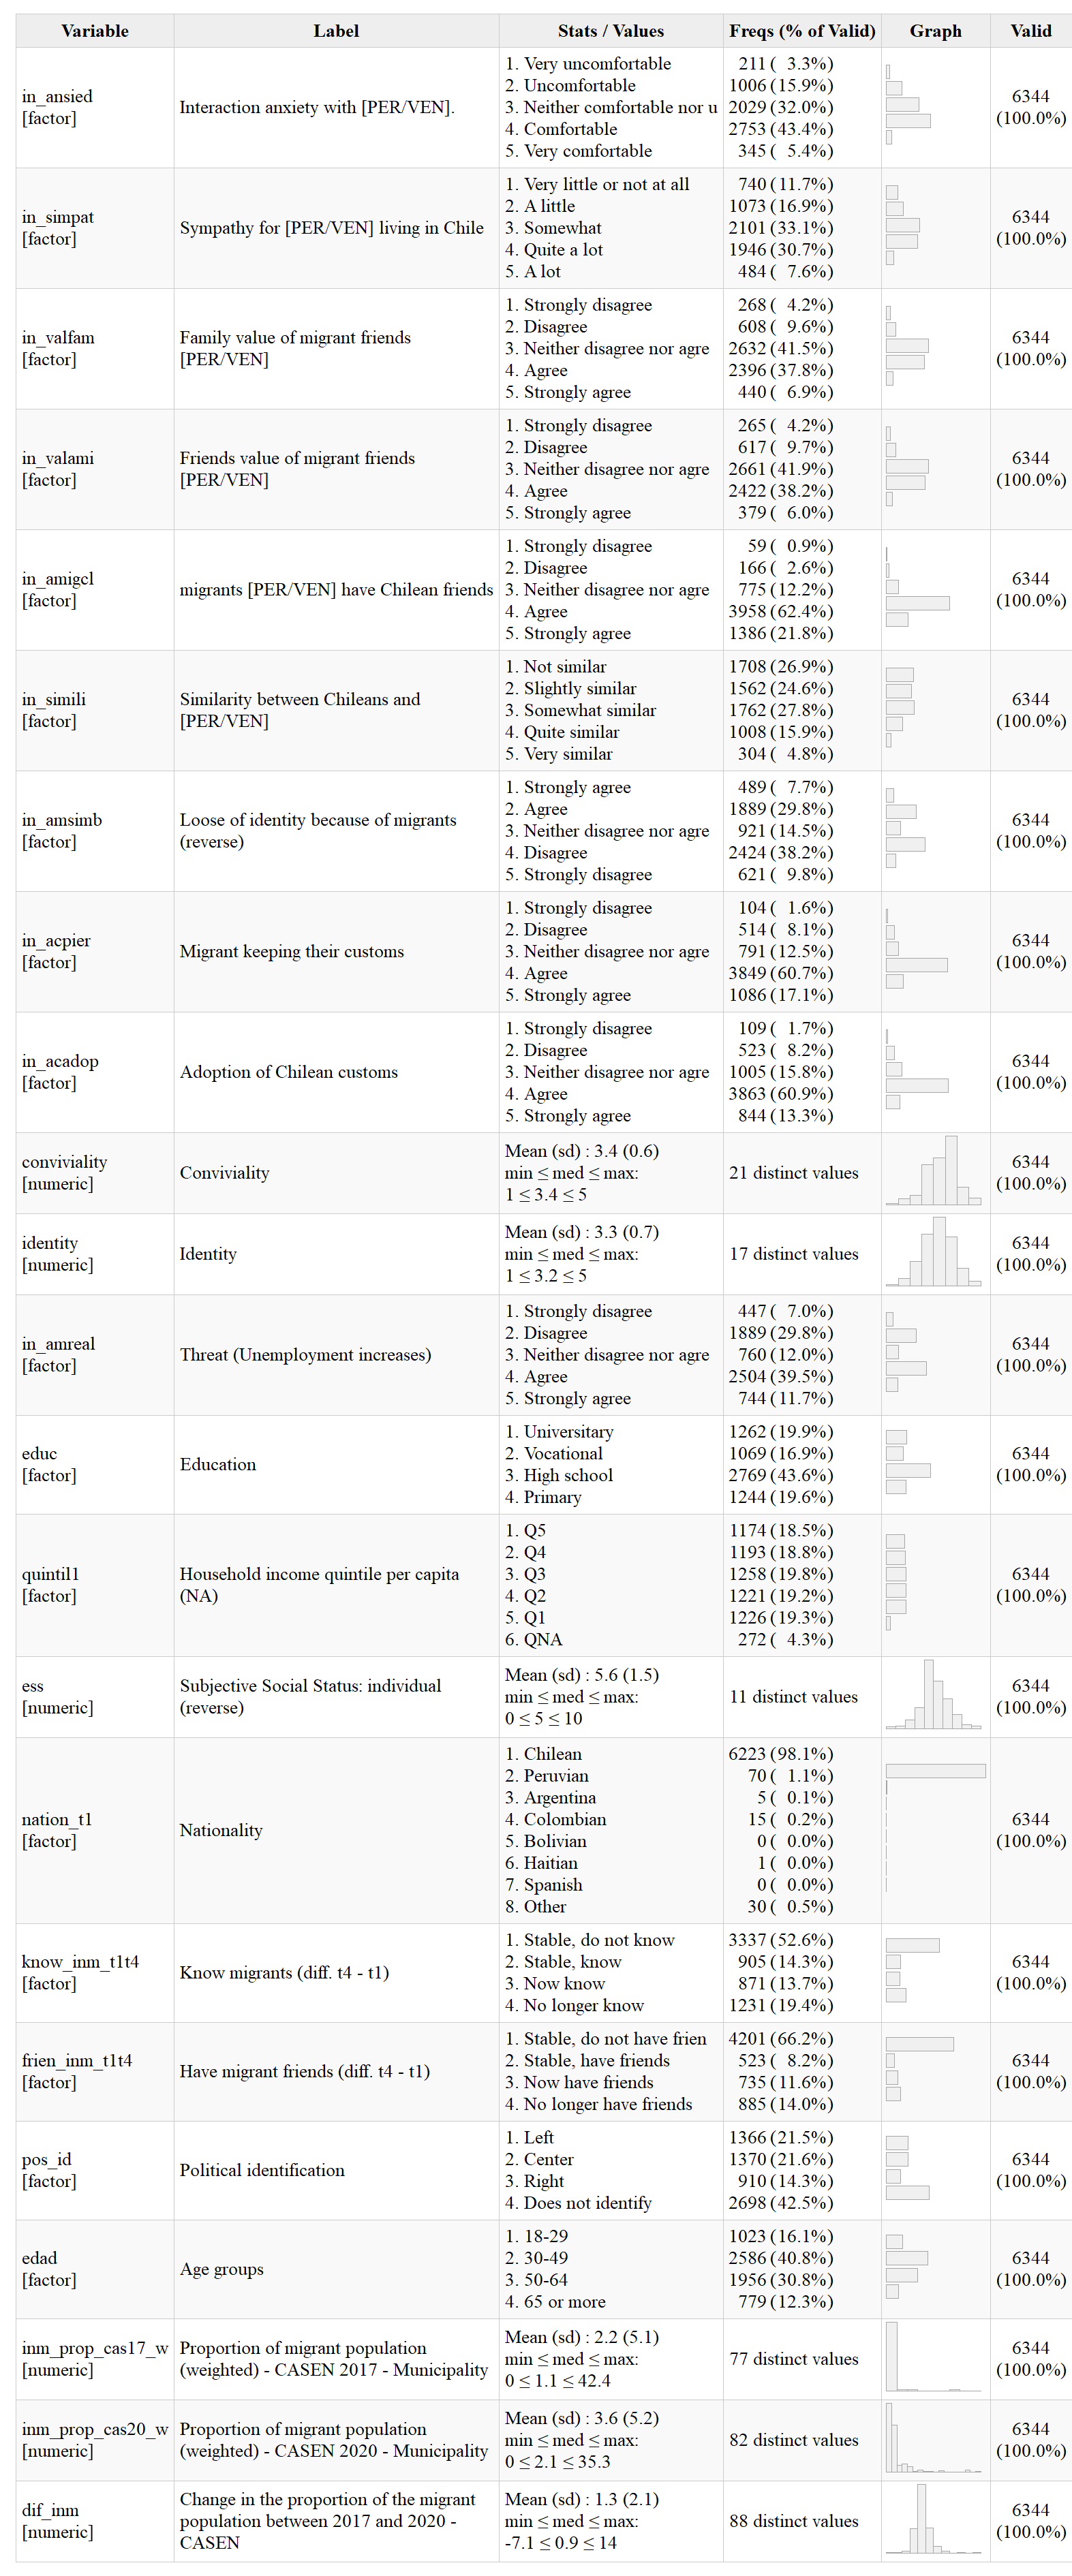 Variable Label Stats / Values Freqs (% of Valid) Graph Valid
in_ansied
[factor]
Interaction anxiety with [PER/VEN].
1. Very uncomfortable
2. Uncomfortable
3. Neither comfortable nor u
4. Comfortable
5. Very comfortable
211 ( 3.3%)
1006 (15.9%)
2029 (32.0%)
2753 (43.4%)
345 ( 5.4%)
6344
(100.0%)
in_simpat
[factor]
Sympathy for [PER/VEN] living in Chile
1. Very little or not at all
2. A little
3. Somewhat
4. Quite a lot
5. A lot
740 (11.7%)
1073 (16.9%)
2101 (33.1%)
1946 (30.7%)
484 ( 7.6%)
6344
(100.0%)
in_valfam
[factor]
Family value of migrant friends
[PER/VEN]
1. Strongly disagree
2. Disagree
3. Neither disagree nor agre
4. Agree
5. Strongly agree
268 ( 4.2%)
608 ( 9.6%)
2632 (41.5%)
2396 (37.8%)
440 ( 6.9%)
6344
(100.0%)
in_valami
[factor]
Friends value of migrant friends
[PER/VEN]
1. Strongly disagree
2. Disagree
3. Neither disagree nor agre
4. Agree
5. Strongly agree
265 ( 4.2%)
617 ( 9.7%)
2661 (41.9%)
2422 (38.2%)
379 ( 6.0%)
6344
(100.0%)
in_amigcl
[factor]
migrants [PER/VEN] have Chilean friends
1. Strongly disagree
2. Disagree
3. Neither disagree nor agre
4. Agree
5. Strongly agree
59 ( 0.9%)
166 ( 2.6%)
775 (12.2%)
3958 (62.4%)
1386 (21.8%)
6344
(100.0%)
in_simili
[factor]
Similarity between Chileans and
[PER/VEN]
1. Not similar
2. Slightly similar
3. Somewhat similar
4. Quite similar
5. Very similar
1708 (26.9%)
1562 (24.6%)
1762 (27.8%)
1008 (15.9%)
304 ( 4.8%)
6344
(100.0%)
in_amsimb
[factor]
Loose of identity because of migrants
(reverse)
1. Strongly agree
2. Agree
3. Neither disagree nor agre
4. Disagree
5. Strongly disagree
489 ( 7.7%)
1889 (29.8%)
921 (14.5%)
2424 (38.2%)
621 ( 9.8%)
6344
(100.0%)
in_acpier
[factor]
Migrant keeping their customs
1. Strongly disagree
2. Disagree
3. Neither disagree nor agre
4. Agree
5. Strongly agree
104 ( 1.6%)
514 ( 8.1%)
791 (12.5%)
3849 (60.7%)
1086 (17.1%)
6344
(100.0%)
in_acadop
[factor]
Adoption of Chilean customs
1. Strongly disagree
2. Disagree
3. Neither disagree nor agre
4. Agree
5. Strongly agree
109 ( 1.7%)
523 ( 8.2%)
1005 (15.8%)
3863 (60.9%)
844 (13.3%)
6344
(100.0%)
conviviality
[numeric]
Conviviality
Mean (sd) : 3.4 (0.6)
min ≤ med ≤ max:
1 ≤ 3.4 ≤ 5
21 distinct values
6344
(100.0%)
identity
[numeric]
Identity
Mean (sd) : 3.3 (0.7)
min ≤ med ≤ max:
1 ≤ 3.2 ≤ 5
17 distinct values
6344
(100.0%)
in_amreal
[factor]
Threat (Unemployment increases)
1. Strongly disagree
2. Disagree
3. Neither disagree nor agre
4. Agree
5. Strongly agree
447 ( 7.0%)
1889 (29.8%)
760 (12.0%)
2504 (39.5%)
744 (11.7%)
6344
(100.0%)
educ
[factor]
Education
1. Universitary
2. Vocational
3. High school
4. Primary
1262 (19.9%)
1069 (16.9%)
2769 (43.6%)
1244 (19.6%)
6344
(100.0%)
quintil1
[factor]
Household income quintile per capita
(NA)
1. Q5
2. Q4
3. Q3
4. Q2
5. Q1
6. QNA
1174 (18.5%)
1193 (18.8%)
1258 (19.8%)
1221 (19.2%)
1226 (19.3%)
272 ( 4.3%)
6344
(100.0%)
ess
[numeric]
Subjective Social Status: individual
(reverse)
Mean (sd) : 5.6 (1.5)
min ≤ med ≤ max:
0 ≤ 5 ≤ 10
11 distinct values
6344
(100.0%)
nation_t1
[factor]
Nationality
1. Chilean
2. Peruvian
3. Argentina
4. Colombian
5. Bolivian
6. Haitian
7. Spanish
8. Other
6223 (98.1%)
70 ( 1.1%)
5 ( 0.1%)
15 ( 0.2%)
0 ( 0.0%)
1 ( 0.0%)
0 ( 0.0%)
30 ( 0.5%)
6344
(100.0%)
know_inm_t1t4
[factor]
Know migrants (diff. t4 - t1)
1. Stable, do not know
2. Stable, know
3. Now know
4. No longer know
3337 (52.6%)
905 (14.3%)
871 (13.7%)
1231 (19.4%)
6344
(100.0%)
frien_inm_t1t4
[factor]
Have migrant friends (diff. t4 - t1)
1. Stable, do not have frien
2. Stable, have friends
3. Now have friends
4. No longer have friends
4201 (66.2%)
523 ( 8.2%)
735 (11.6%)
885 (14.0%)
6344
(100.0%)
pos_id
[factor]
Political identification
1. Left
2. Center
3. Right
4. Does not identify
1366 (21.5%)
1370 (21.6%)
910 (14.3%)
2698 (42.5%)
6344
(100.0%)
edad
[factor]
Age groups
1. 18-29
2. 30-49
3. 50-64
4. 65 or more
1023 (16.1%)
2586 (40.8%)
1956 (30.8%)
779 (12.3%)
6344
(100.0%)
inm_prop_cas17_w
[numeric]
Proportion of migrant population
(weighted) - CASEN 2017 - Municipality
Mean (sd) : 2.2 (5.1)
min ≤ med ≤ max:
0 ≤ 1.1 ≤ 42.4
77 distinct values
6344
(100.0%)
inm_prop_cas20_w
[numeric]
Proportion of migrant population
(weighted) - CASEN 2020 - Municipality
Mean (sd) : 3.6 (5.2)
min ≤ med ≤ max:
0 ≤ 2.1 ≤ 35.3
82 distinct values
6344
(100.0%)
dif_inm
[numeric]
Change in the proportion of the migrant
population between 2017 and 2020 -
CASEN
Mean (sd) : 1.3 (2.1)
min ≤ med ≤ max:
-7.1 ≤ 0.9 ≤ 14
88 distinct values
6344
(100.0%)